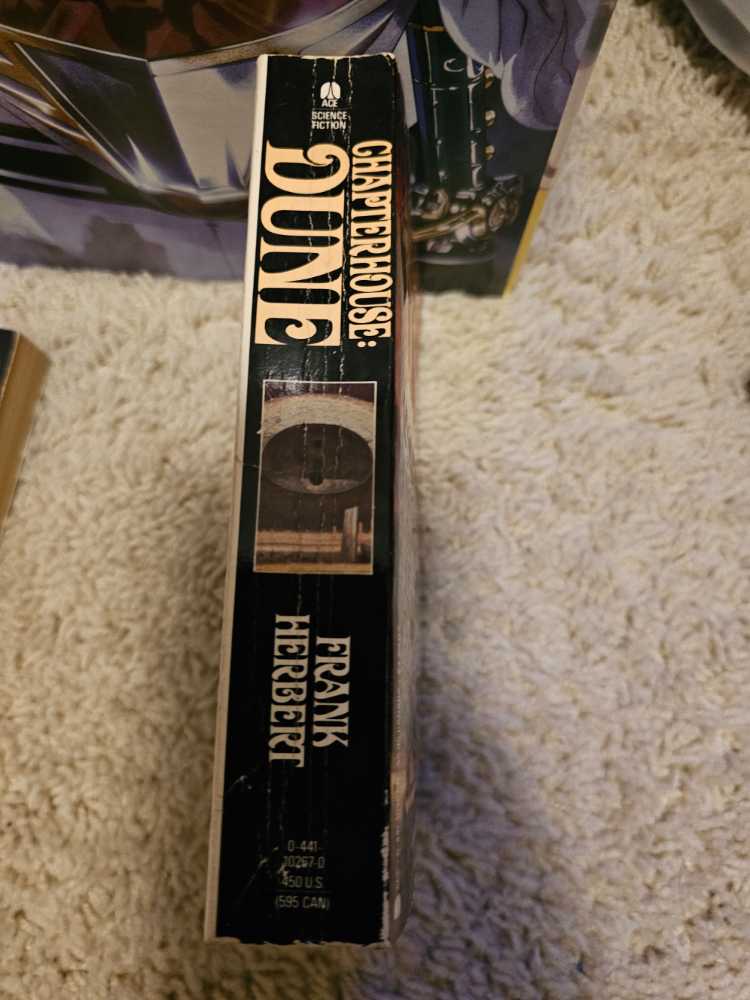 ACE
SCIENCE
FICTION
CHAPTERHOUSE:
DUNE
FRANK
HERBERT
0-441-
10267-0
450 U.S.
(595 CAN)